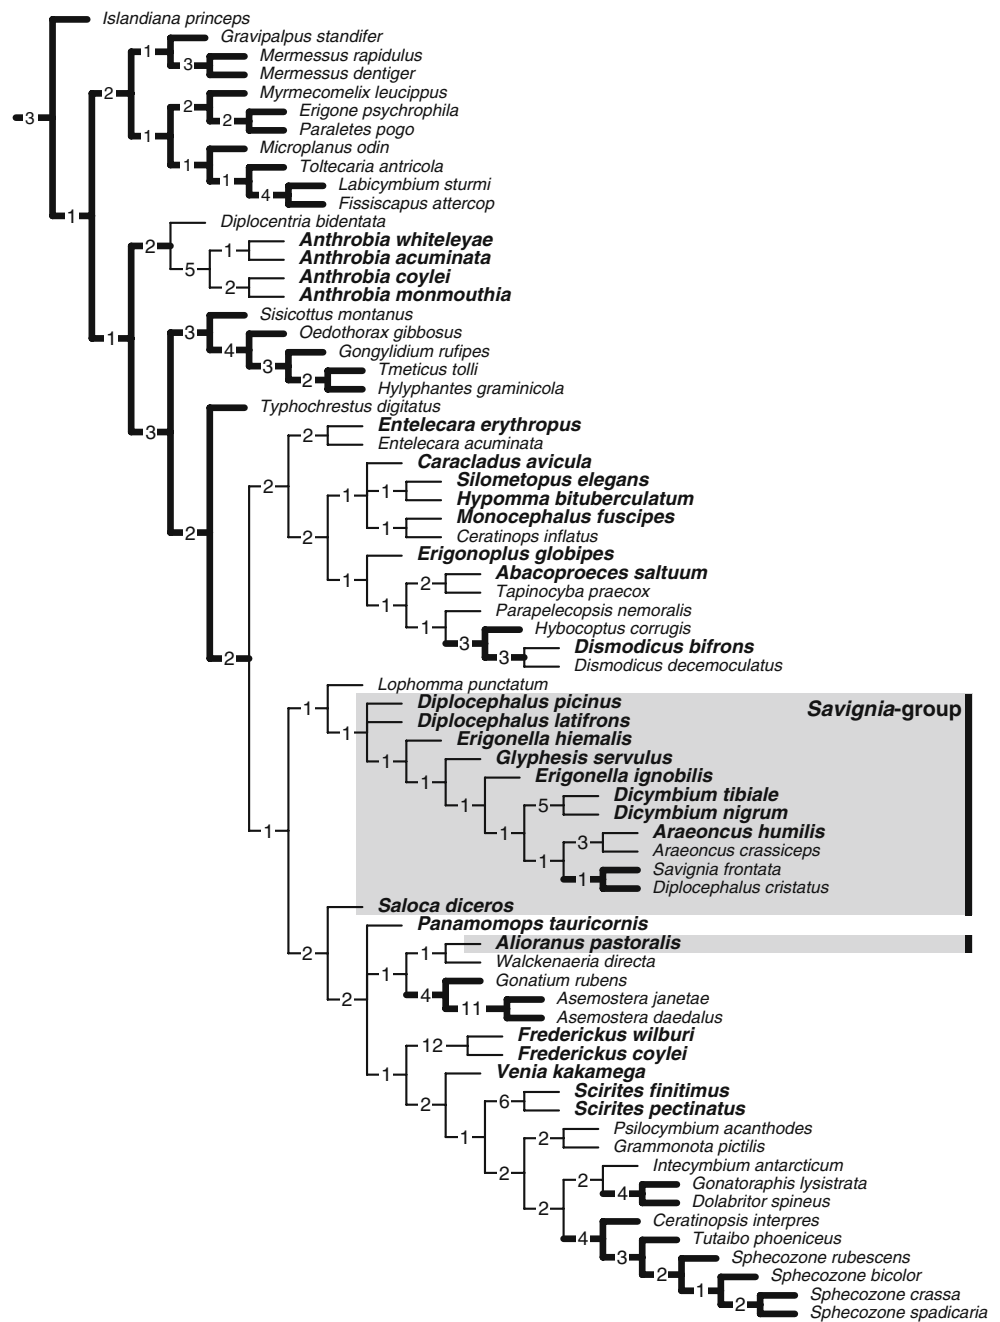 Islandiana princeps
Gravipalpus standifer
1
Mermessus rapidulus
3
Mermessus dentiger
2
Myrmecomelix leucippus
2
Erigone psychrophila
3
2
Paraletes pogo
1
Microplanus odin
1
Toltecaria antricola
1
Labicymbium sturmi
4
Fissiscapus attercop
1
Diplocentria bidentata
2
Anthrobia whiteleyae
1
Anthrobia acuminata
5
Anthrobia coylei
2
Anthrobia monmouthia
Sisicottus montanus
3
Oedothorax gibbosus
1
4
Gongylidium rufipes
3
Tmeticus tolli
2
Hylyphantes graminicola
Typhochrestus digitatus
3
Entelecara erythropus
2
Entelecara acuminata
Caracladus avicula
2
Silometopus elegans
1
1
Hypomma bituberculatum
Monocephalus fuscipes
1
2
2
Ceratinops inflatus
Erigonoplus globipes
1
Abacoproeces saltuum
2
Tapinocyba praecox
1
Parapelecopsis nemoralis
1
Hybocoptus corrugis
3
Dismodicus bifrons
2
3
Dismodicus decemoculatus
Lophomma punctatum
1
Diplocephalus picinus
Savignia-group
Diplocephalus latifrons
1
Erigonella hiemalis
1
Glyphesis servulus
1
Erigonella ignobilis
Dicymbium tibiale
1
5
Dicymbium nigrum
1
1
Araeoncus humilis
3
Araeoncus crassiceps
1
Savignia frontata
1
Diplocephalus cristatus
Saloca diceros
Panamomops tauricornis
2
1
Alioranus pastoralis
Walckenaeria directa
1
Gonatium rubens
2
4
Asemostera janetae
11
Asemostera daedalus
Frederickus wilburi
12
Frederickus coylei
1
Venia kakamega
Scirites finitimus
2
6
Scirites pectinatus
Psilocymbium acanthodes
1
2
Grammonota pictilis
Intecymbium antarcticum
2
2
Gonatoraphis lysistrata
4
Dolabritor spineus
2
Ceratinopsis interpres
4
Tutaibo phoeniceus
3
Sphecozone rubescens
2
Sphecozone bicolor
1
Sphecozone crassa
2
Sphecozone spadicaria